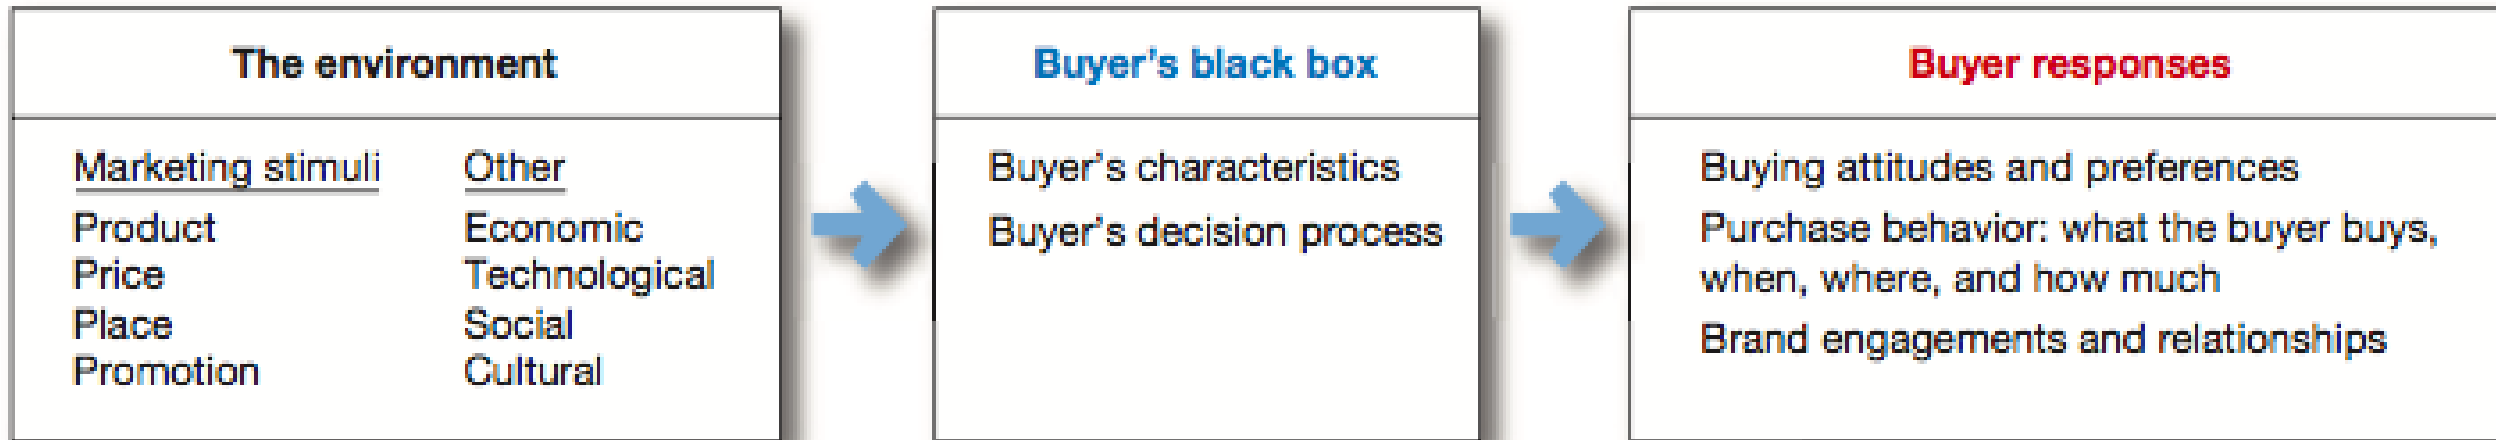 The environment
Marketing stimuli
Product
Price
Place
Promotion
Other
Economic
Technological
Social
Cultural
Buyer's black box
Buyer's characteristics
Buyer's decision process
Buyer responses
Buying attitudes and preferences
Purchase behavior: what the buyer buys,
when, where, and how much
Brand engagements and relationships